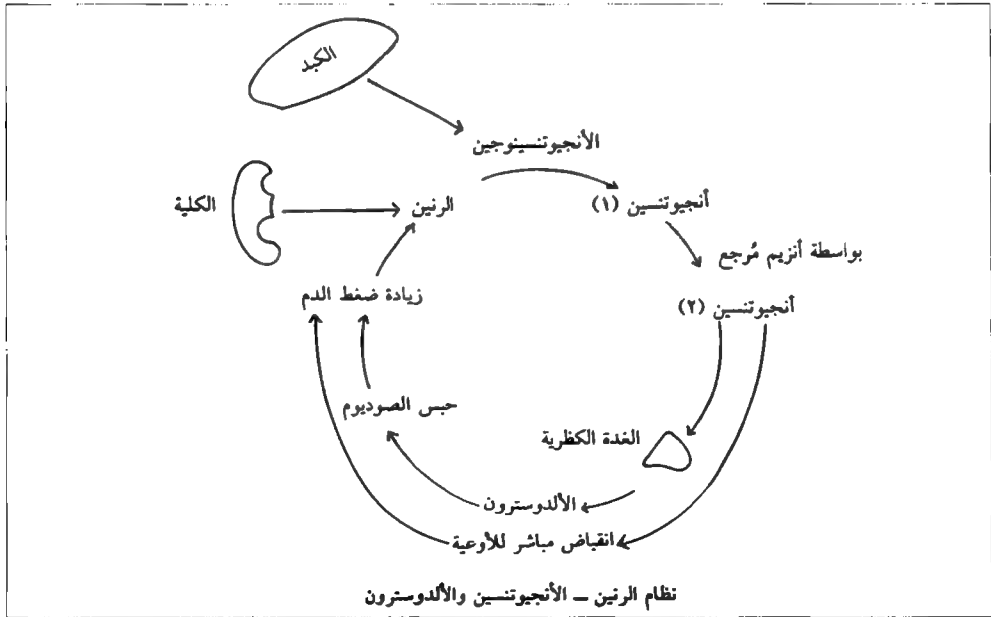 الكبد
الأنجيوتنسينوجين
أنجيوتنسين (١)
الرنين
الكلية
بواسطة أنزيم مُرجع
أنجيوتنسين (٢)
زيادة ضغط الدم
حبس الصوديوم
الغدة الكظرية
الألدوسترون
انقباض مباشر للأوعية
نظام الرنين – الأنجيوتنسين والألدوسترون